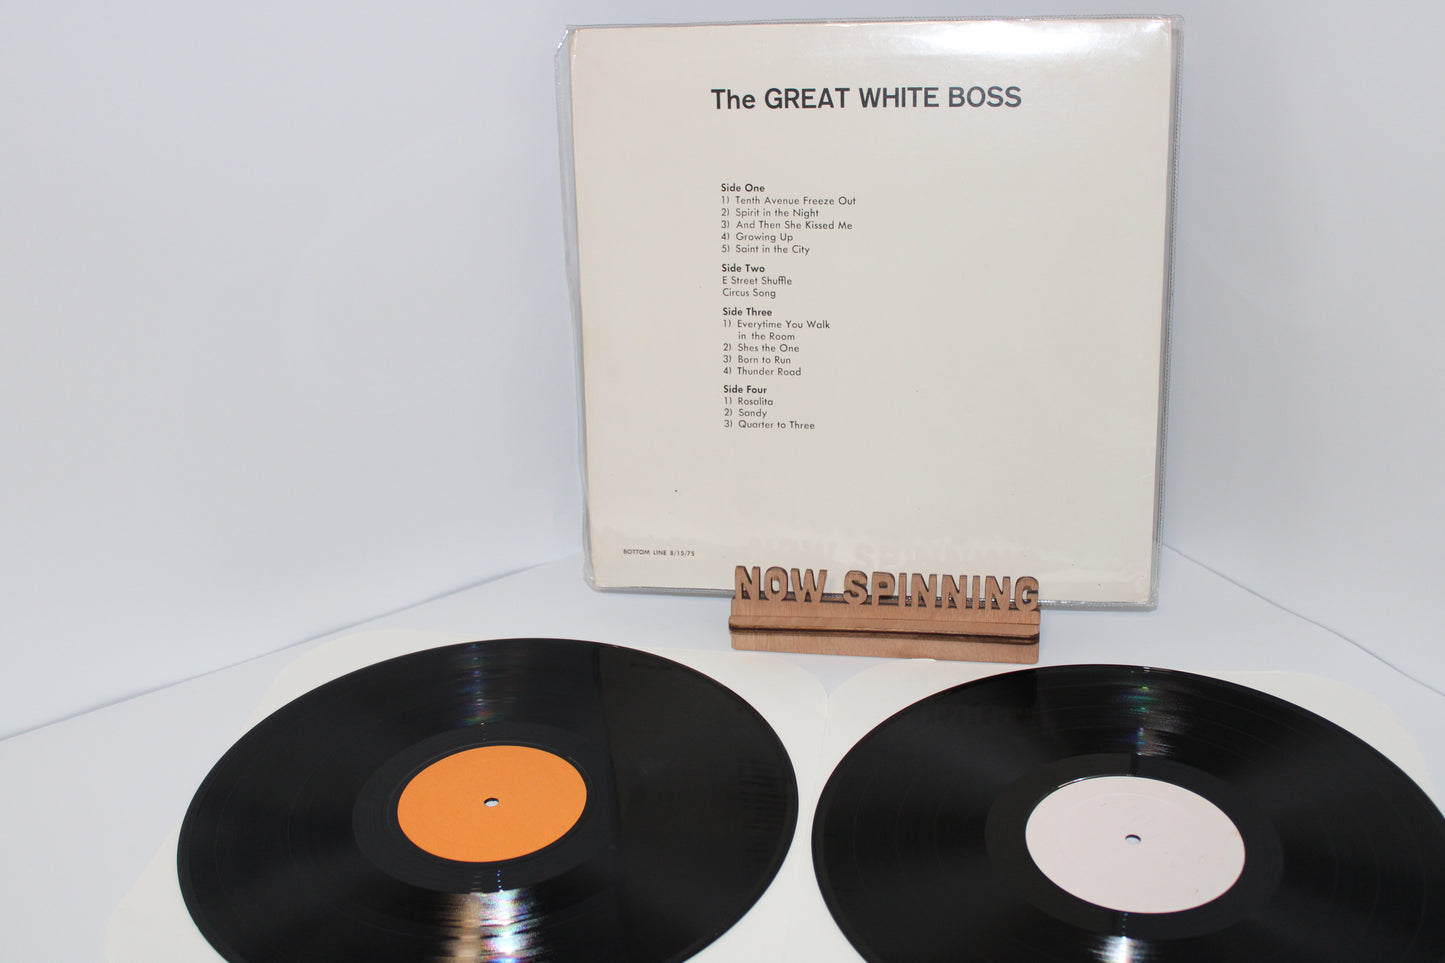 The GREAT WHITE BOSS
Side One
1) Tenth Avenue Freeze Out
2) Spirit in the Night
3) And Then She Kissed Me
4) Growing Up
5) Saint in the City
Side Two
E Street Shuffle
Circus Song
Side Three
1) Everytime You Walk
in the Room
2) Shes the One
3) Born to Run
4) Thunder Road
Side Four
1) Rosalita
2) Sandy
3) Quarter to Three
BOTTOM LINE 8/15/75
NOW SPINNING